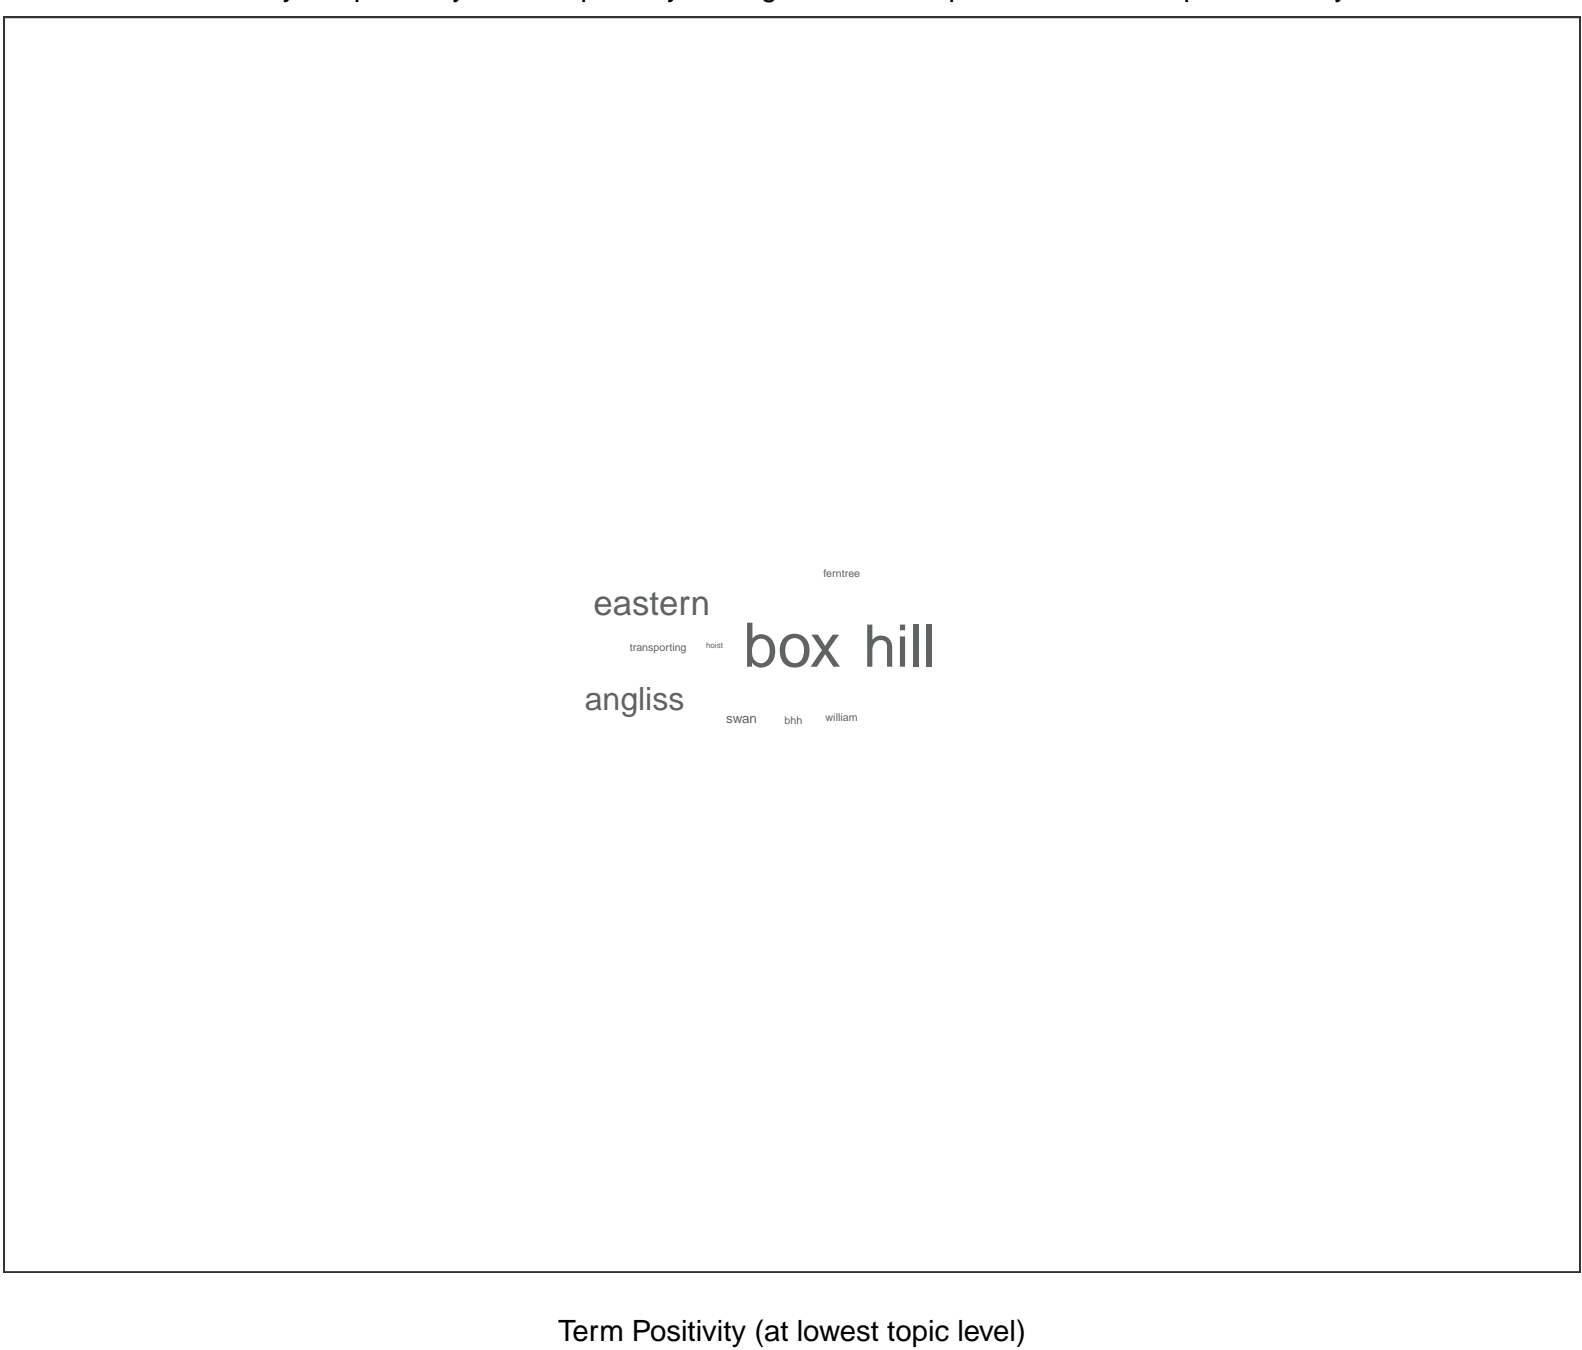 ferntree
eastern
box hill
transporting hoist
angliss
swan bhh william
Term Positivity (at lowest topic level)